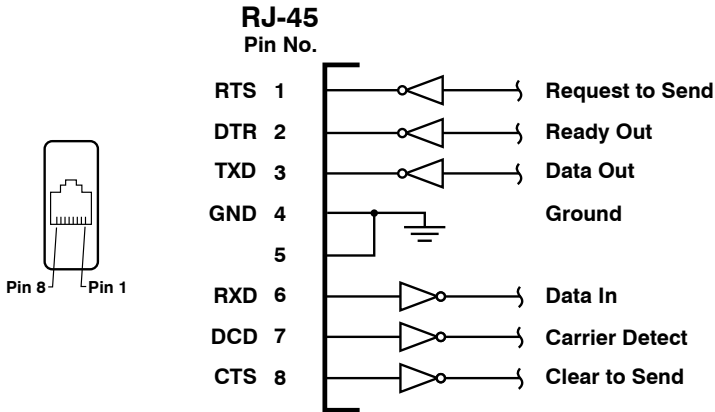 RJ-45
Pin No.
RTS 1 Request to Send
DTR 2 Ready Out
TXD 3 Data Out
GND 4 Ground
5
RXD 6 Data In
DCD 7 Carrier Detect
CTS 8 Clear to Send
Pin 8 Pin 1